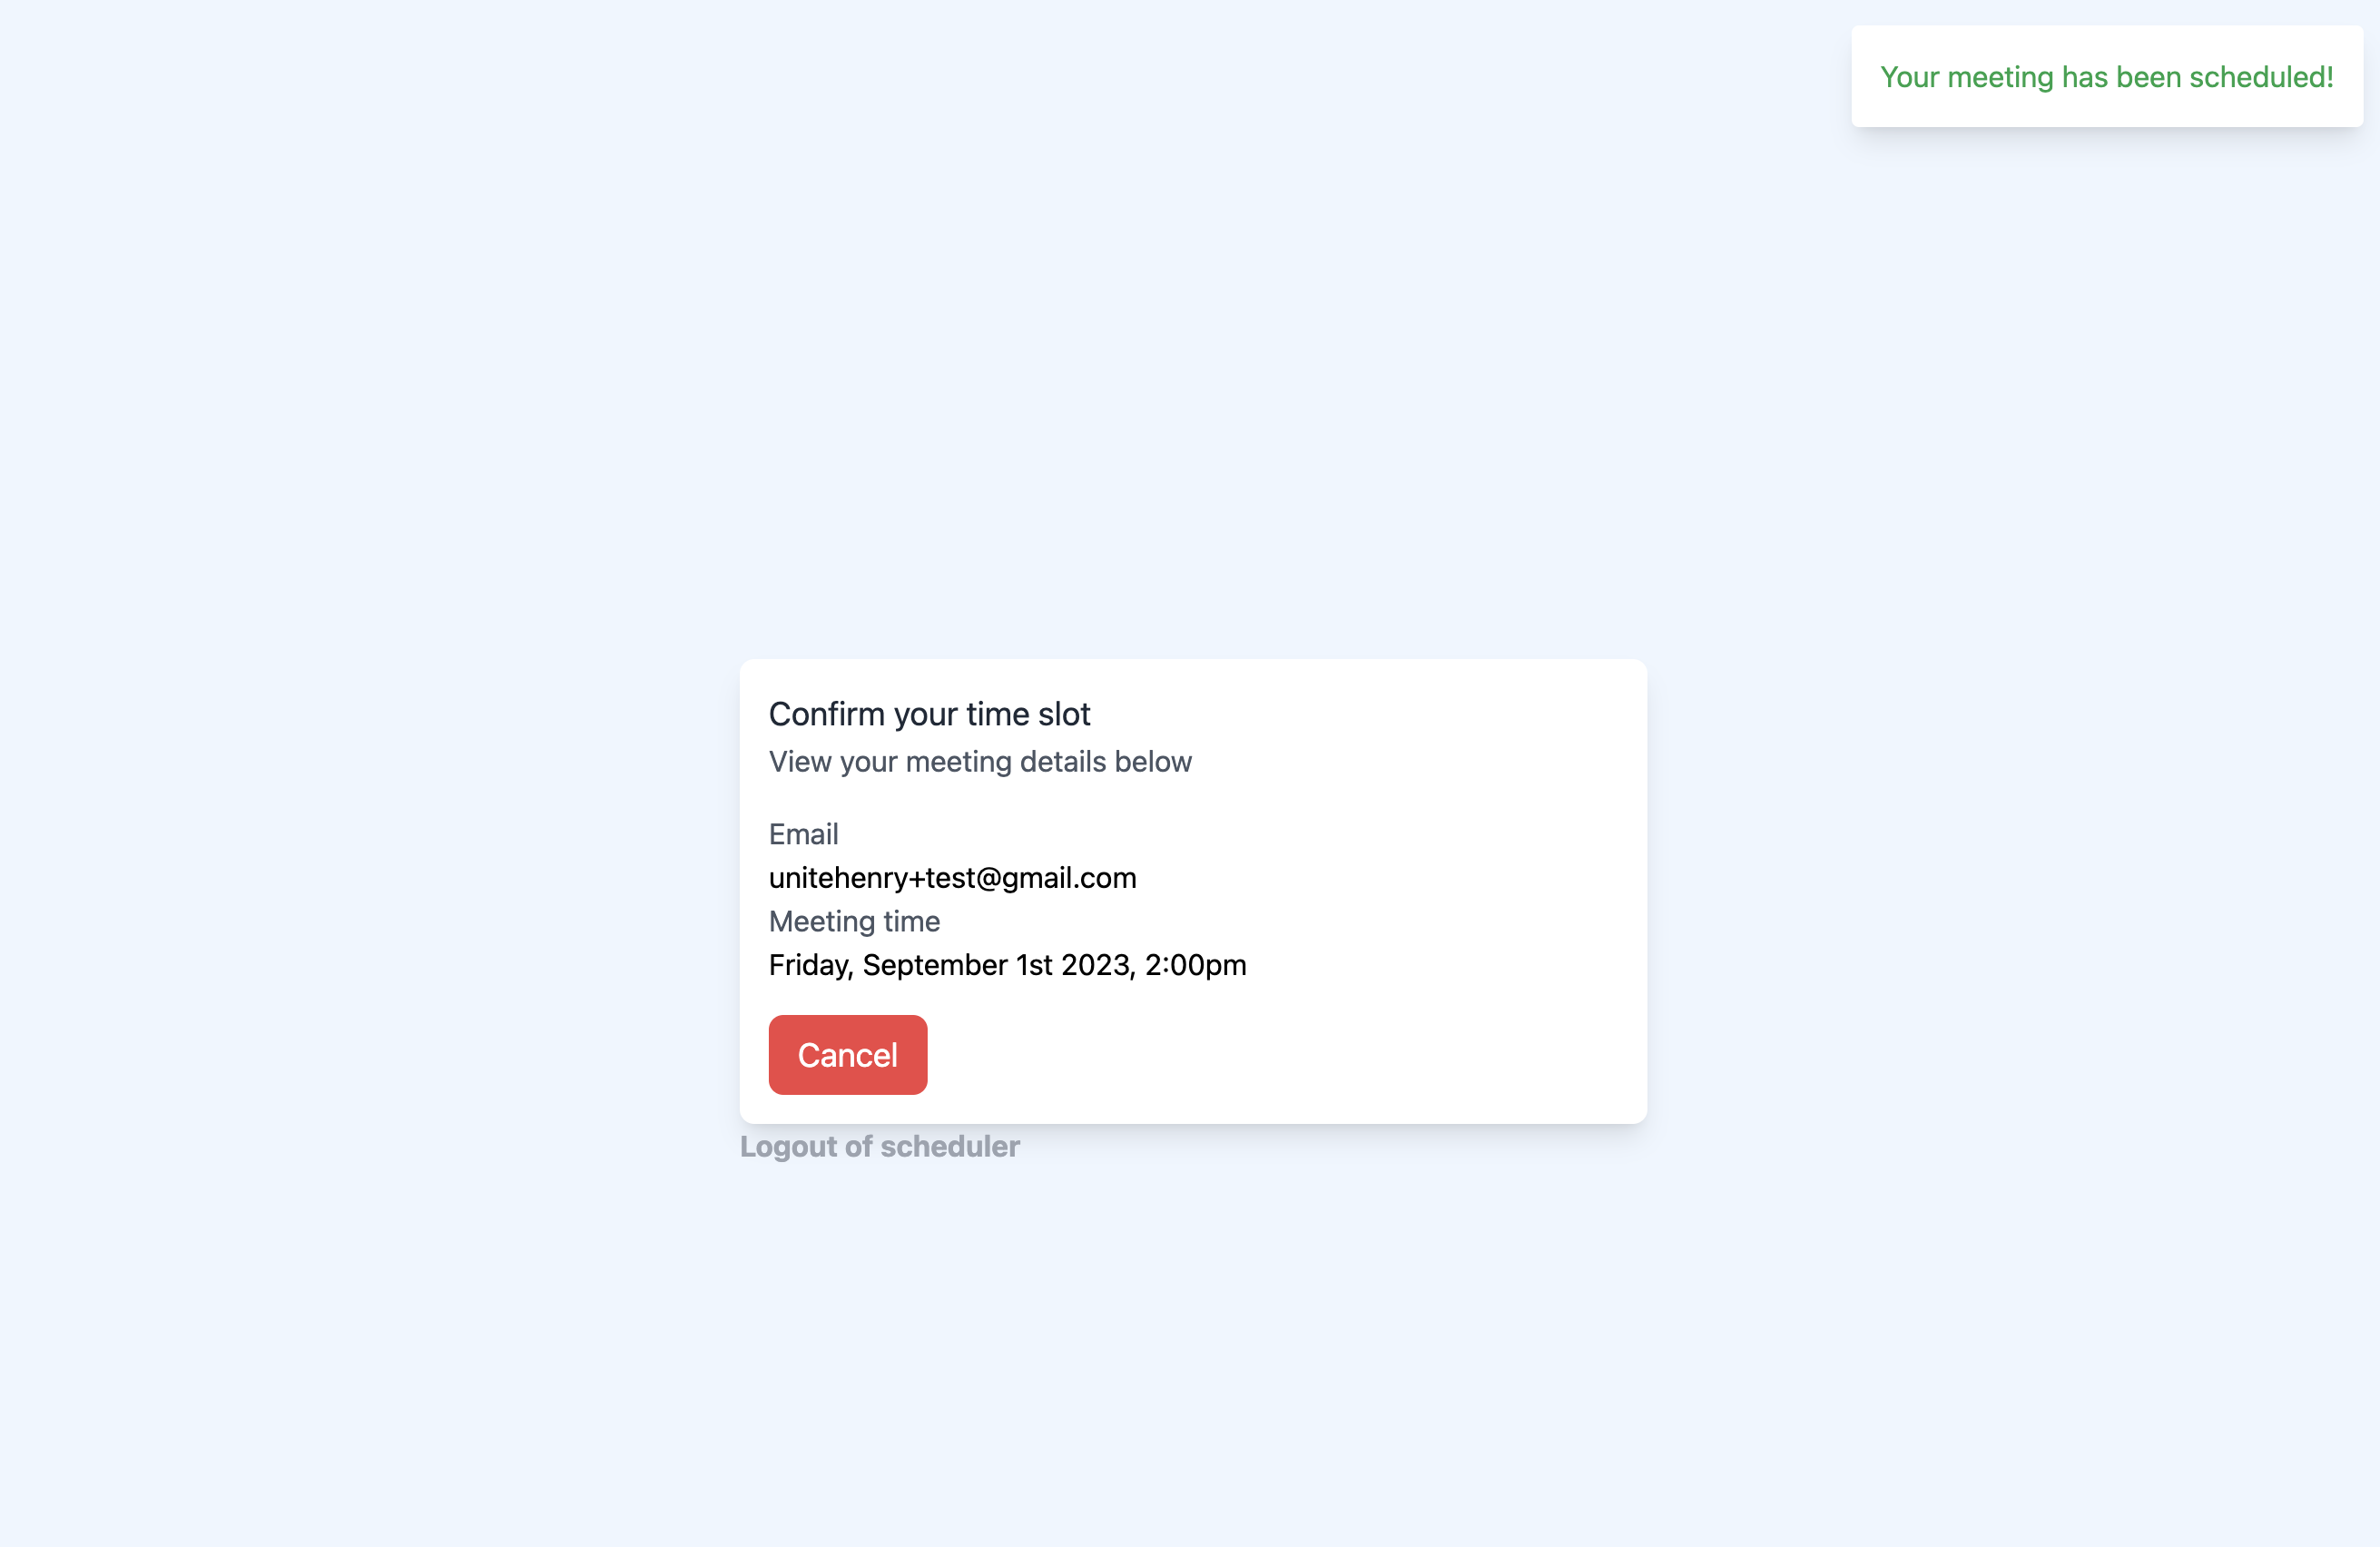 Your meeting has been scheduled!
Confirm your time slot
View your meeting details below
Email
unitehenry+test@gmail.com
Meeting time
Friday, September 1st 2023, 2:00pm
Cancel
Logout of scheduler